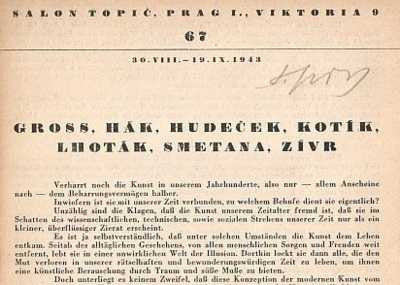 SALON TOPIČ, PRAG I., VIKTORIA 9
67
30.VIII.—19.IX.1943
GROSS, HÁK, HUDEČEK, KOTÍK,
LHOTÁK, SMETANA, ZÍVR
Verharrt noch die Kunst in unserem Jahrhunderte, also nur — allem Anscheine
nach — dem Beharrungsvermögen halber.
Inwiefern ist sie mit unserer Zeit verbunden, zu welchem Behufe dient sie eigentlich?
Unzählig sind die Klagen, daß die Kunst unserem Zeitalter fremd ist, daß sie im
Schatten des wissenschaftlichen, technischen, sowie sozialen Strebens unserer Zeit nur als ein
kleiner, überflüssiger Zierat erscheint.
Es ist ja selbstverständlich, daß unter solchen Umständen die Kunst dem Leben
entkam. Seitab des alltäglichen Geschehens, von allen menschlichen Sorgen und Freuden weit
entfernt, lebt sie in einer unwirklichen Welt der Illusion. Dorthin lockt sie dann alle, die den
Mut verloren in unserer rätselhaften und bewunderungswürdigen Zeit zu leben, um ihnen
eine künstliche Berauschung durch Traum und süße Muße zu bieten.
Doch unterliegt es keinem Zweifel, daß diese Konzeption der modernen Kunst vom